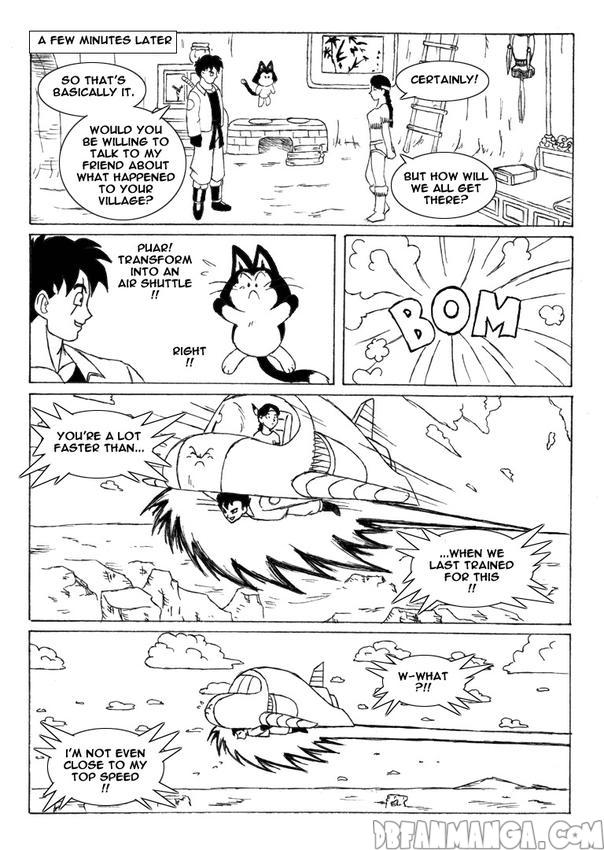 A FEW MINUTES LATER
SO THAT'S
BASICALLY IT.
WOULD YOU
BE WILLING TO
TALK TO MY
FRIEND ABOUT
WHAT HAPPENED
TO YOUR
VILLAGE?
CERTAINLY!
BUT HOW WILL
WE ALL GET
THERE?
PUAR!
TRANSFORM
INTO AN
AIR SHUTTLE
!!
RIGHT
!!
BOM
YOU'RE A LOT
FASTER THAN...
...WHEN WE
LAST TRAINED
FOR THIS
!!
W-WHAT
?!!
I'M NOT EVEN
CLOSE TO MY
TOP SPEED
!!
DBFANMANGA.COM